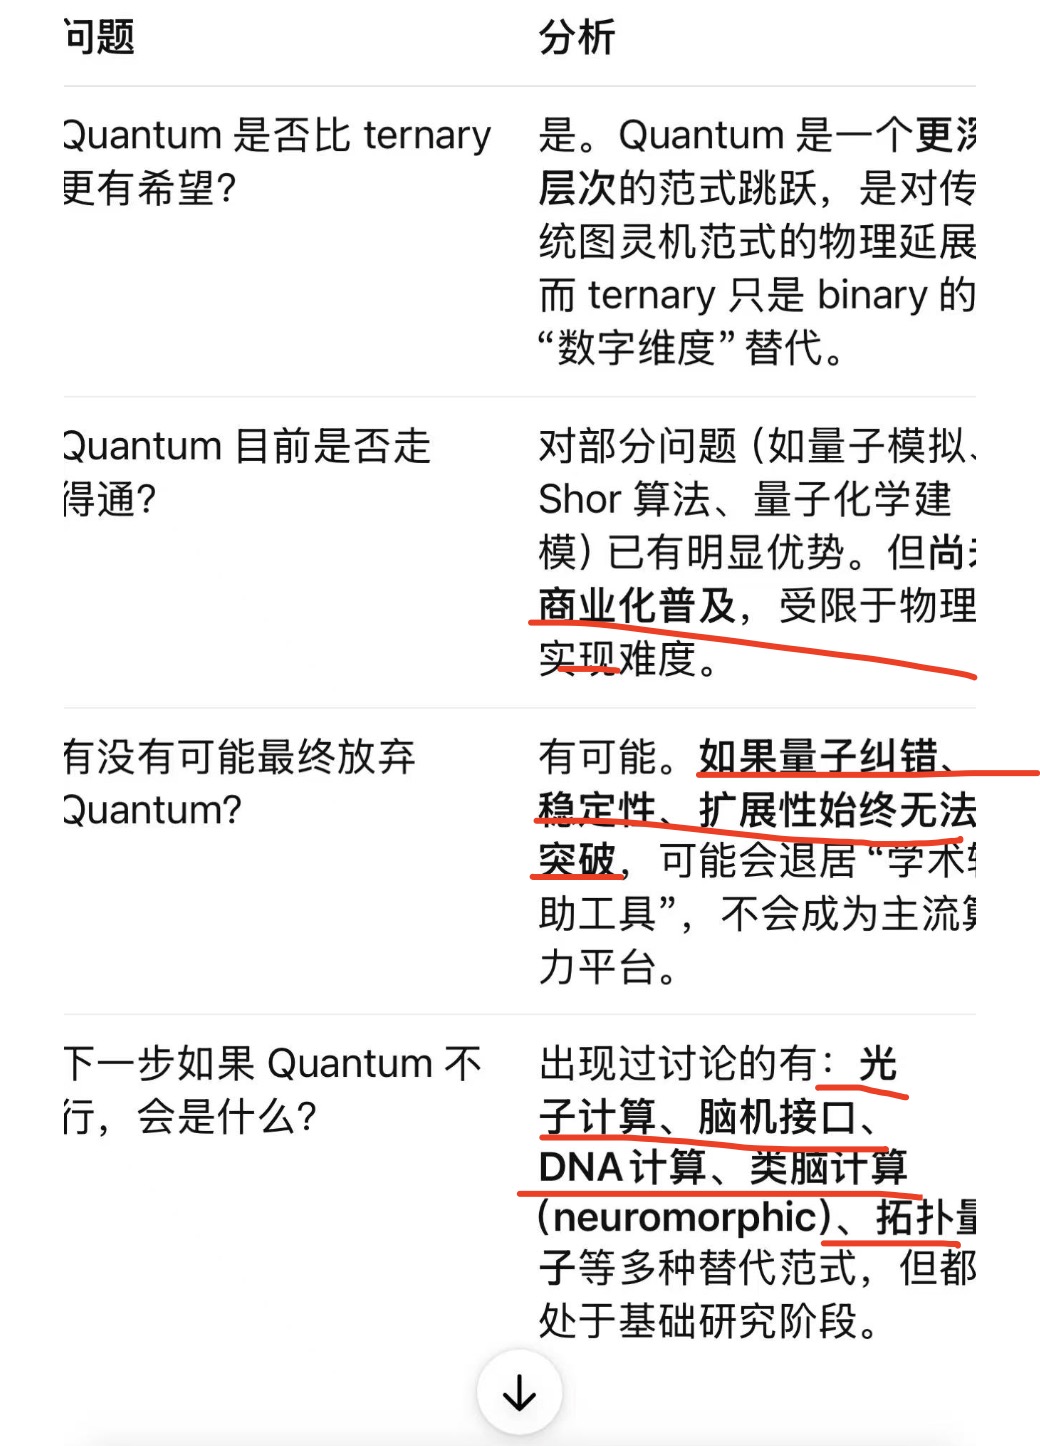 问题
分析
Quantum 是否比 ternary
更有希望?
是。Quantum 是一个更深
层次的范式跳跃，是对传
统图灵机范式的物理延展
而 ternary 只是 binary 的
“数字维度” 替代。
Quantum 目前是否走
得通?
对部分问题 (如量子模拟、
Shor 算法、量子化学建
模) 已有明显优势。但尚未
商业化普及，受限于物理
实现难度。
有没有可能最终放弃
Quantum?
有可能。如果量子纠错、
稳定性、扩展性始终无法
突破，可能会退居 “学术辅
助工具”，不会成为主流算
力平台。
下一步如果 Quantum 不
行，会是什么?
出现过讨论的有：光
子计算、脑机接口、
DNA计算、类脑计算
(neuromorphic)、拓扑量
子等多种替代范式，但都
处于基础研究阶段。